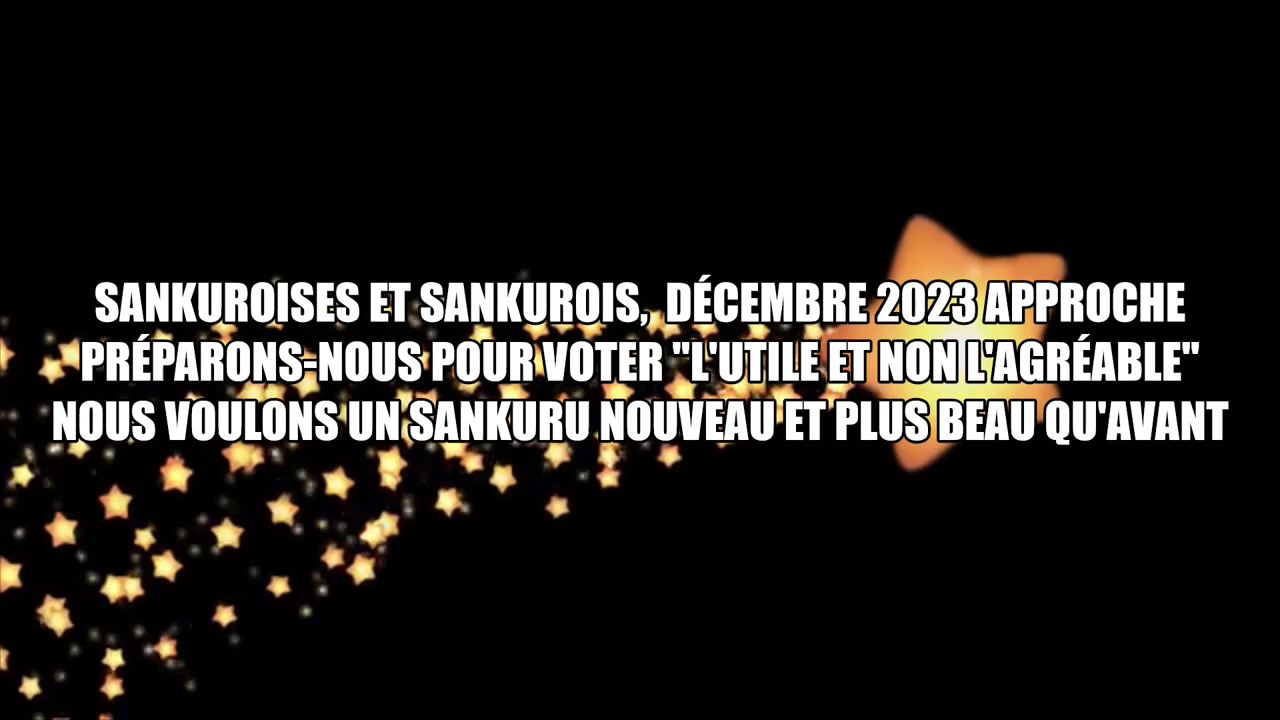 SANKUROISES ET SANKUROIS, DÉCEMBRE 2023 APPROCHE
PRÉPARONS-NOUS POUR VOTER "L'UTILE ET NON L'AGRÉABLE"
NOUS VOULONS UN SANKURU NOUVEAU ET PLUS BEAU QU'AVANT